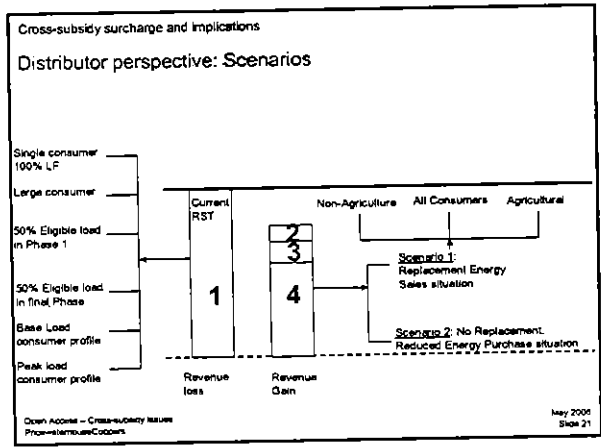 Cross-subsidy surcharge and implications
Distributor perspective: Scenarios
Single consumer
100% LF
Large consumer
50% Eligible load
in Phase 1
50% Eligible load
in final Phase
Base Load
consumer profile
Peak load
consumer profile
Current
RST
1
Revenue
loss
2
3
4
Revenue
Gain
Non-Agriculture
All Consumers
Agricultural
Scenario 1:
Replacement Energy
Sales situation
Scenario 2: No Replacement.
Reduced Energy Purchase situation
Open Access – Cross-subsidy issues
PricewaterhouseCoopers
May 2006
Slide 21